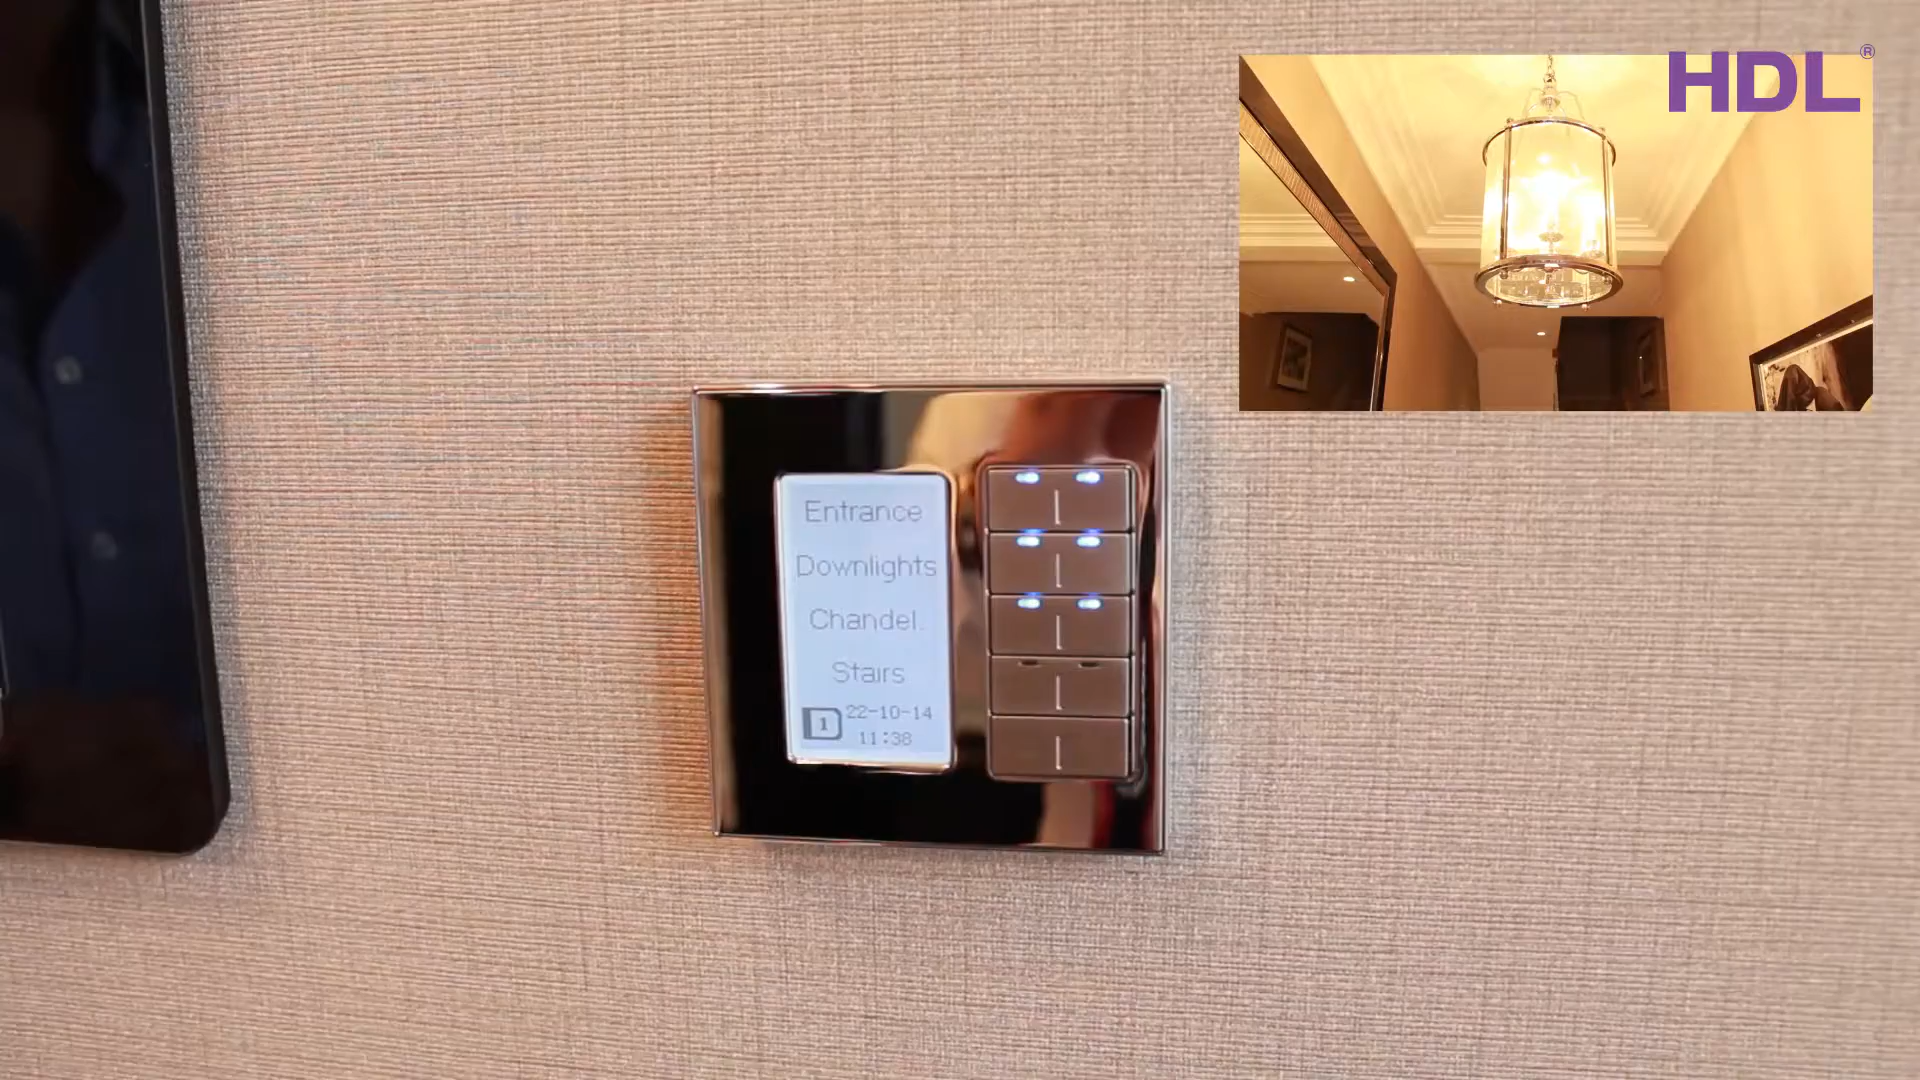 HDL®
Entrance
Downlights
Chandel.
Stairs
1
22-10-14
11:38